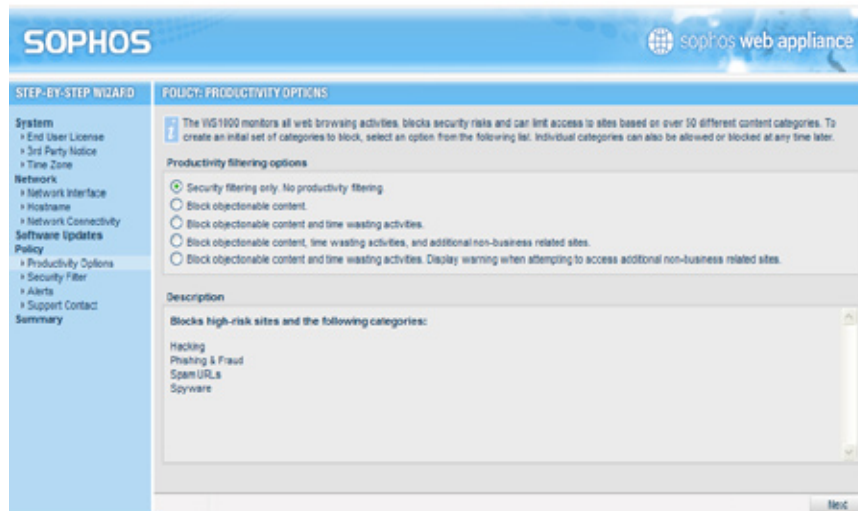 SOPHOS
sophos web appliance
STEP-BY-STEP WIZARD
System
End User License
3rd Party Notice
Time Zone
Network
Network Interface
Hostname
Network Connectivity
Software Updates
Policy
Productivity Options
Security Filter
Alerts
Support Contact
Summary
POLICY: PRODUCTIVITY OPTIONS
The WS1000 monitors all web browsing activities, blocks security risks and can limit access to sites based on over 50 different content categories. To
create an initial set of categories to block, select an option from the following list. Individual categories can also be allowed or blocked at any time later.
Productivity filtering options
Security filtering only. No productivity filtering.
Block objectionable content.
Block objectionable content and time wasting activities.
Block objectionable content, time wasting activities, and additional non-business related sites.
Block objectionable content and time wasting activities. Display warning when attempting to access additional non-business related sites.
Description
Blocks high-risk sites and the following categories:
Hacking
Phishing & Fraud
Spam URLs
Spyware
Next